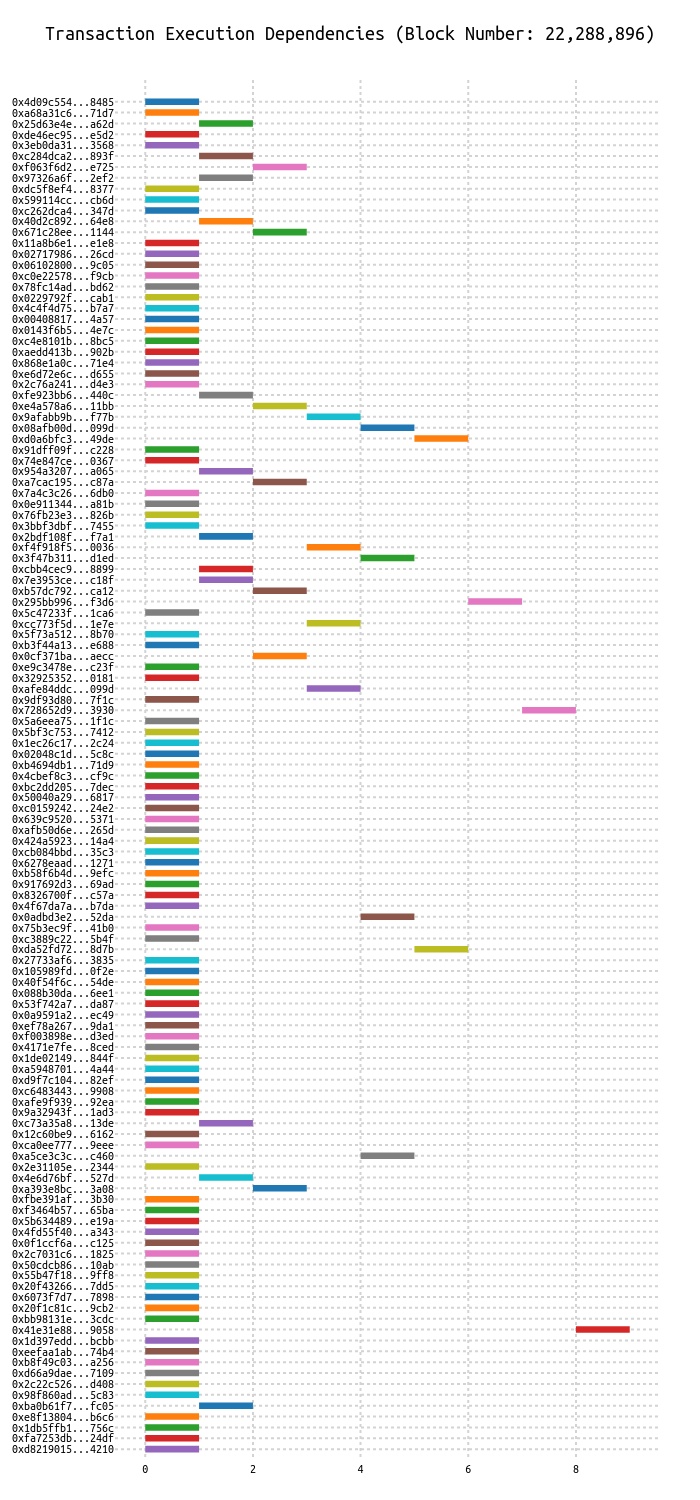 Transaction Execution Dependencies (Block Number: 22,288,896)
0x4d09c554...8485
0xa68a31c6...71d7
0x25d63e4e...a62d
0xde46ec95...e5d2
0x3eb0da31...3568
0xc284dca2...893f
0xf063f6d2...e725
0x97326a6f...2ef2
0xdc5f8ef4...8377
0x599114cc...cb6d
0xc262dca4...347d
0x40d2c892...64e8
0x671c28ee...1144
0x11a8b6e1...e1e8
0x02717986...26cd
0x06102800...9c05
0xc0e22578...f9cb
0x78fc14ad...bd62
0x0229792f...cab1
0x4c4f4d75...b7a7
0x00408817...4a57
0x0143f6b5...4e7c
0xc4e8101b...8bc5
0xaedd413b...902b
0x868e1a0c...71e4
0xe6d72e6c...d655
0x2c76a241...d4e3
0xfe923bb6...440c
0xe4a578a6...11bb
0x9afabb9b...f77b
0x08afb00d...099d
0xd0a6bfc3...49de
0x91dff09f...c228
0x74e847ce...0367
0x954a3207...a065
0xa7cac195...c87a
0x7a4c3c26...6db0
0x0e911344...a81b
0x76fb23e3...826b
0x3bbf3dbf...7455
0x2bdf108f...f7a1
0xf4f918f5...0036
0x3f47b311...d1ed
0xcbb4cec9...8899
0x7e3953ce...c18f
0xb57dc792...ca12
0x295bb996...f3d6
0x5c47233f...1ca6
0xcc773f5d...1e7e
0x5f73a512...8b70
0xb3f44a13...e688
0x0cf371ba...aecc
0xe9c3478e...c23f
0x32925352...0181
0xafe84ddc...099d
0x9df93d80...7f1c
0x728652d9...3930
0x5a6eea75...1f1c
0x5bf3c753...7412
0x1ec26c17...2c24
0x02048c1d...5c8c
0xb4694db1...71d9
0x4cbef8c3...cf9c
0xbc2dd205...7dec
0x50040a29...6817
0xc0159242...24e2
0x639c9520...5371
0xafb50d6e...265d
0x424a5923...14a4
0xcb084bbd...35c3
0x6278eaad...1271
0xb58f6b4d...9efc
0x917692d3...69ad
0x8326700f...c57a
0x4f67da7a...b7da
0x0adbd3e2...52da
0x75b3ec9f...41b0
0xc3889c22...5b4f
0xda52fd72...8d7b
0x27733af6...3835
0x105989fd...0f2e
0x40f54f6c...54de
0x088b30da...6ee1
0x53f742a7...da87
0x0a9591a2...ec49
0xef78a267...9da1
0xf003898e...d3ed
0x4171e7fe...8ced
0x1de02149...844f
0xa5948701...4a44
0xd9f7c104...82ef
0xc6483443...9908
0xafe9f939...92ea
0x9a32943f...1ad3
0xc73a35a8...13de
0x12c60be9...6162
0xca0ee777...9eee
0xa5ce3c3c...c460
0x2e31105e...2344
0x4e6d76bf...527d
0xa393e8bc...3a08
0xfbe391af...3b30
0xf3464b57...65ba
0x5b634489...e19a
0x4fd55f40...a343
0x0f1ccf6a...c125
0x2c7031c6...1825
0x50cdcb86...10ab
0x55b47f18...9ff8
0x20f43266...7dd5
0x6073f7d7...7898
0x20f1c81c...9cb2
0xbb98131e...3cdc
0x41e31e88...9058
0x1d397edd...bcbb
0xeefaa1ab...74b4
0xb8f49c03...a256
0xd66a9dae...7109
0x2c22c526...d408
0x98f860ad...5c83
0xba0b61f7...fc05
0xe8f13804...b6c6
0x1db5ffb1...756c
0xfa7253db...24df
0xd8219015...4210
0 2 4 6 8